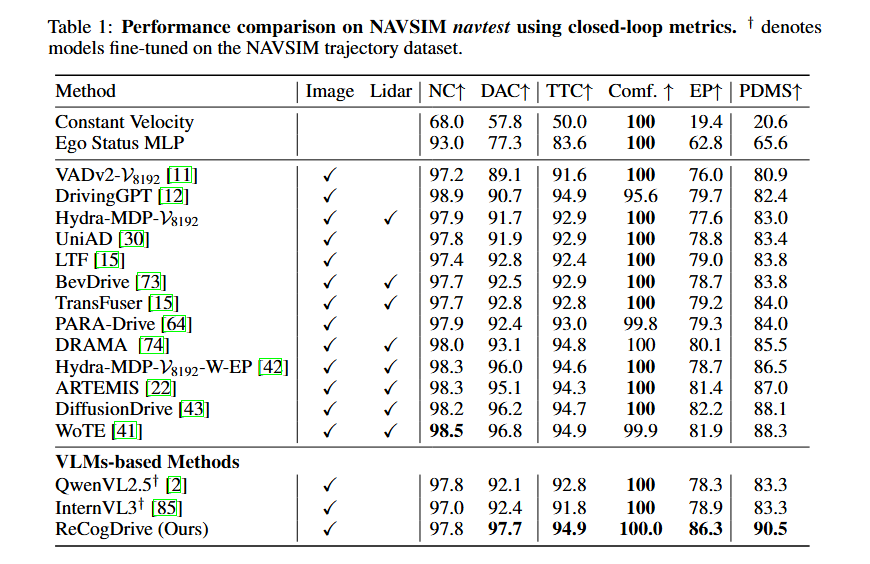 Table 1: Performance comparison on NAVSIM navtest using closed-loop metrics. † denotes
models fine-tuned on the NAVSIM trajectory dataset.
Method Image Lidar NC↑ DAC↑ TTC↑ Comf. ↑ EP↑ PDMS↑
Constant Velocity 68.0 57.8 50.0 100 19.4 20.6
Ego Status MLP 93.0 77.3 83.6 100 62.8 65.6
VADv2-𝒱8192 [11] ✓ 97.2 89.1 91.6 100 76.0 80.9
DrivingGPT [12] ✓ 98.9 90.7 94.9 95.6 79.7 82.4
Hydra-MDP-𝒱8192 ✓ ✓ 97.9 91.7 92.9 100 77.6 83.0
UniAD [30] ✓ 97.8 91.9 92.9 100 78.8 83.4
LTF [15] ✓ 97.4 92.8 92.4 100 79.0 83.8
BevDrive [73] ✓ ✓ 97.7 92.5 92.9 100 78.7 83.8
TransFuser [15] ✓ ✓ 97.7 92.8 92.8 100 79.2 84.0
PARA-Drive [64] ✓ 97.9 92.4 93.0 99.8 79.3 84.0
DRAMA [74] ✓ ✓ 98.0 93.1 94.8 100 80.1 85.5
Hydra-MDP-𝒱8192-W-EP [42] ✓ ✓ 98.3 96.0 94.6 100 78.7 86.5
ARTEMIS [22] ✓ ✓ 98.3 95.1 94.3 100 81.4 87.0
DiffusionDrive [43] ✓ ✓ 98.2 96.2 94.7 100 82.2 88.1
WoTE [41] ✓ ✓ 98.5 96.8 94.9 99.9 81.9 88.3
VLMs-based Methods
QwenVL2.5† [2] ✓ 97.8 92.1 92.8 100 78.3 83.3
InternVL3† [85] ✓ 97.0 92.4 91.8 100 78.9 83.3
ReCogDrive (Ours) ✓ 97.8 97.7 94.9 100.0 86.3 90.5